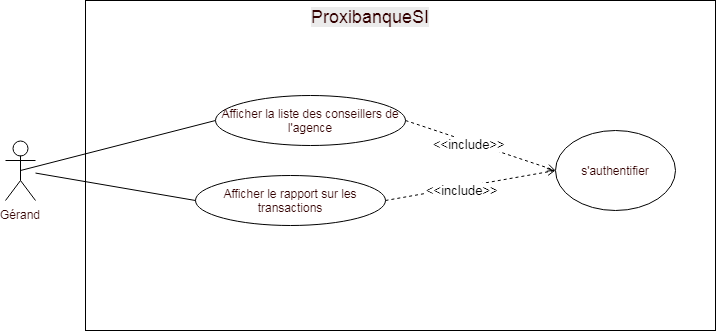 ProxibanqueSI
Afficher la liste des conseillers de
l'agence
<<include>>
s'authentifier
Afficher le rapport sur les
transactions
<<include>>
Gérand